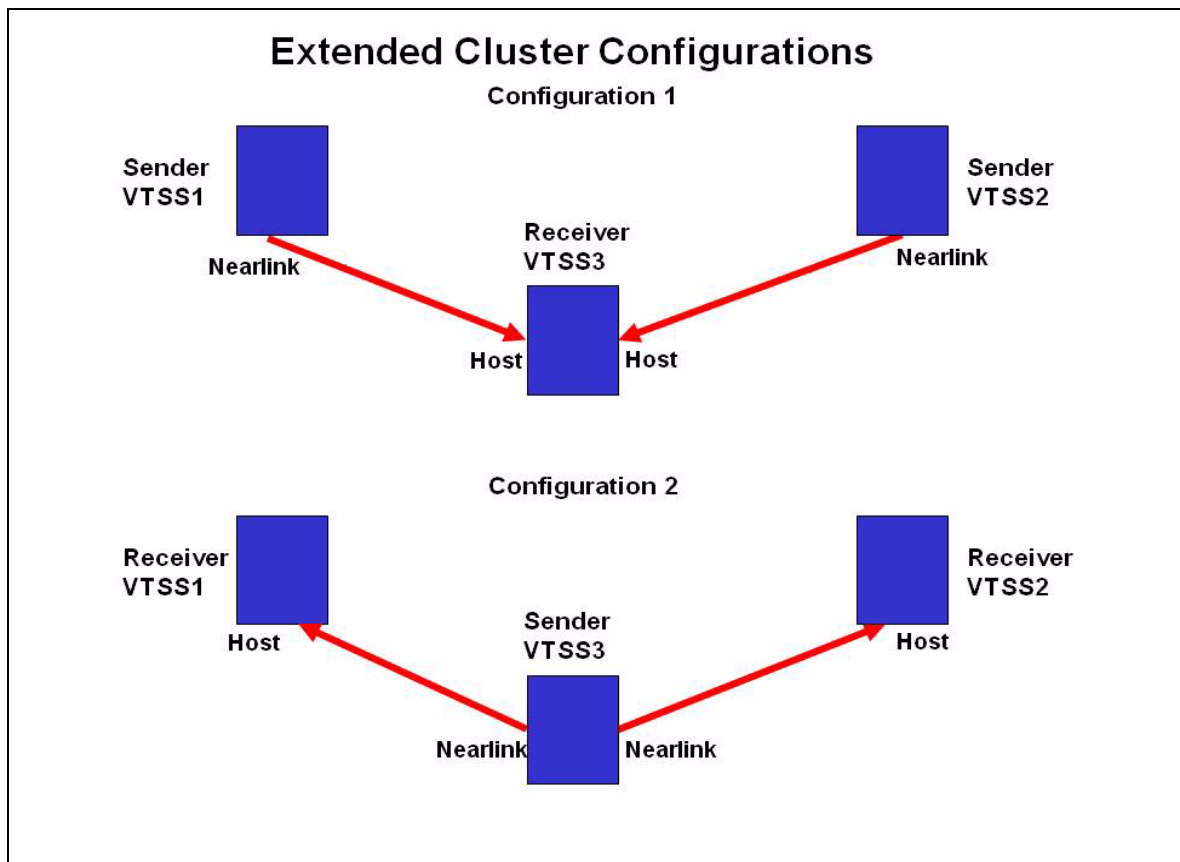 Extended Cluster Configurations
Configuration 1
Sender
VTSS1
Sender
VTSS2
Receiver
VTSS3
Nearlink
Nearlink
Host
Host
Configuration 2
Receiver
VTSS1
Receiver
VTSS2
Host
Sender
VTSS3
Host
Nearlink
Nearlink